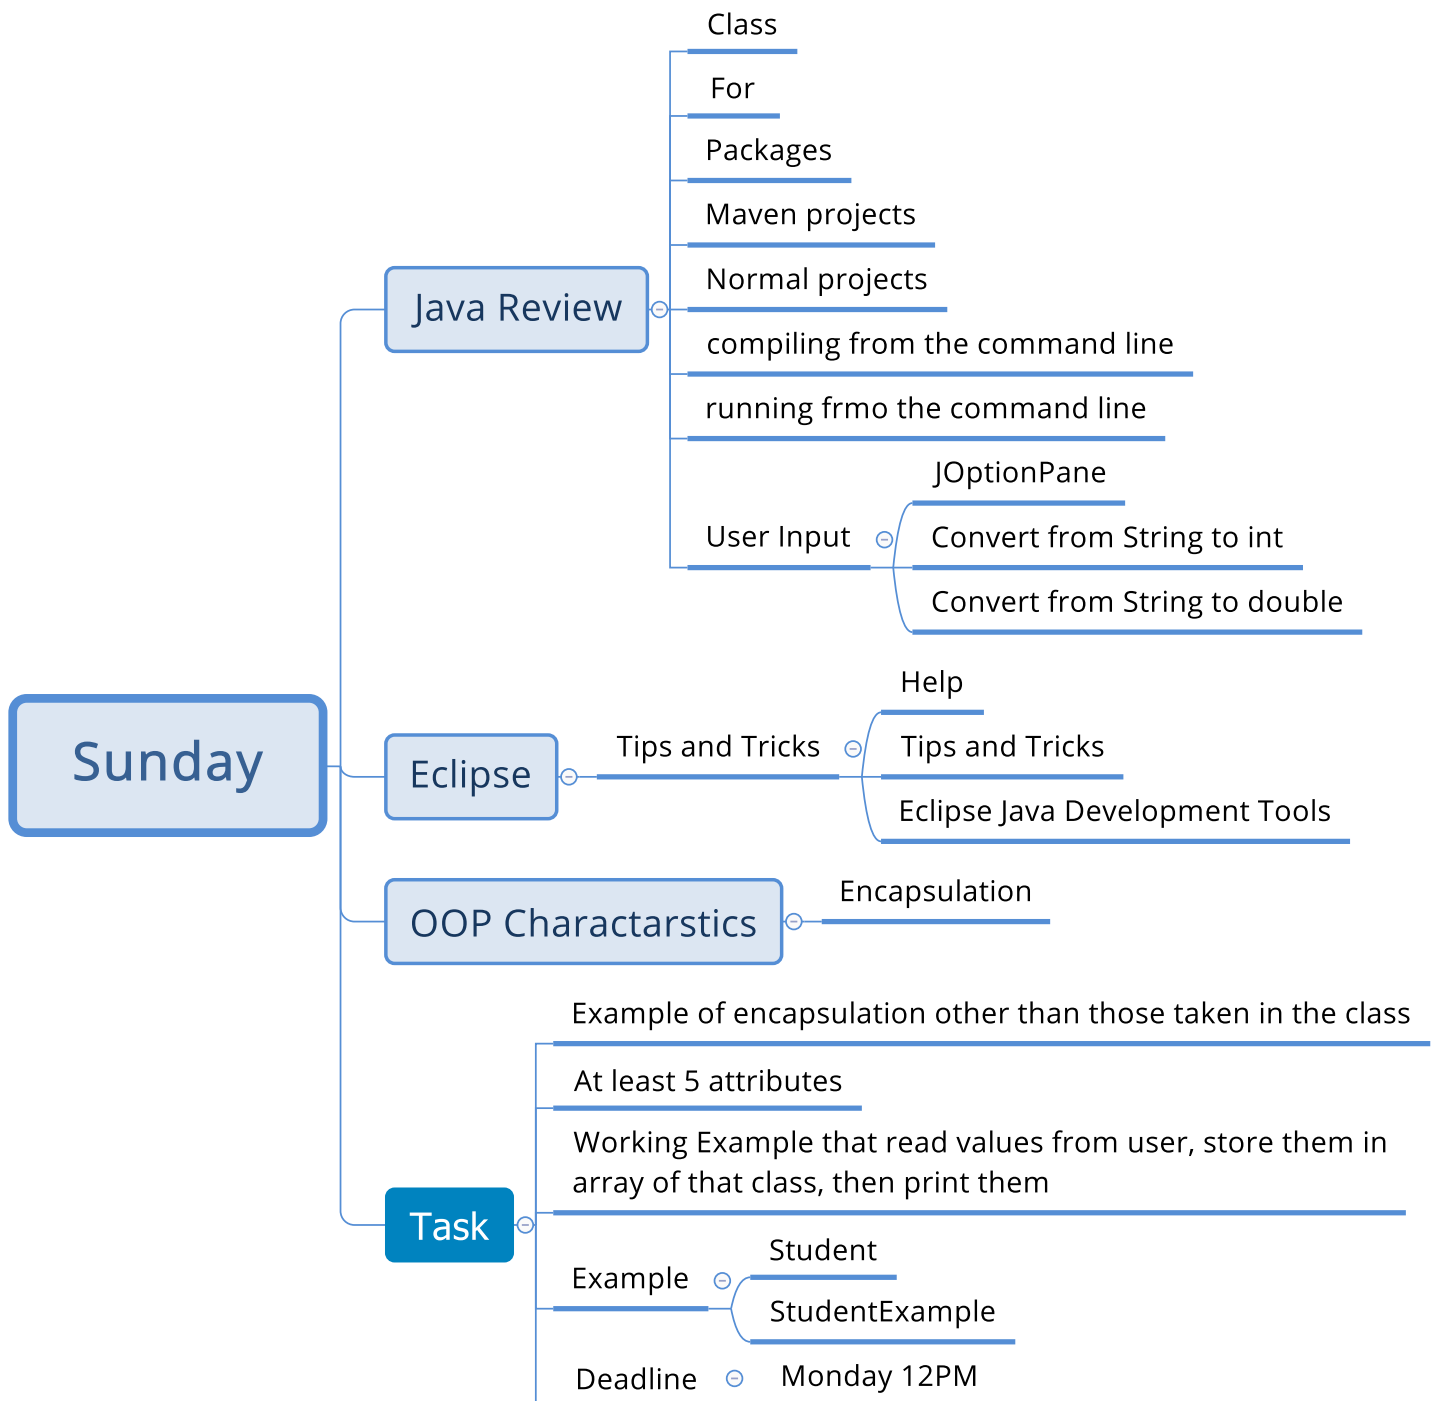 Sunday
Java Review
Class
For
Packages
Maven projects
Normal projects
compiling from the command line
running frmo the command line
User Input
JOptionPane
Convert from String to int
Convert from String to double
Eclipse
Tips and Tricks
Help
Tips and Tricks
Eclipse Java Development Tools
OOP Charactarstics
Encapsulation
Task
Example of encapsulation other than those taken in the class
At least 5 attributes
Working Example that read values from user, store them in
array of that class, then print them
Example
Student
StudentExample
Deadline
Monday 12PM